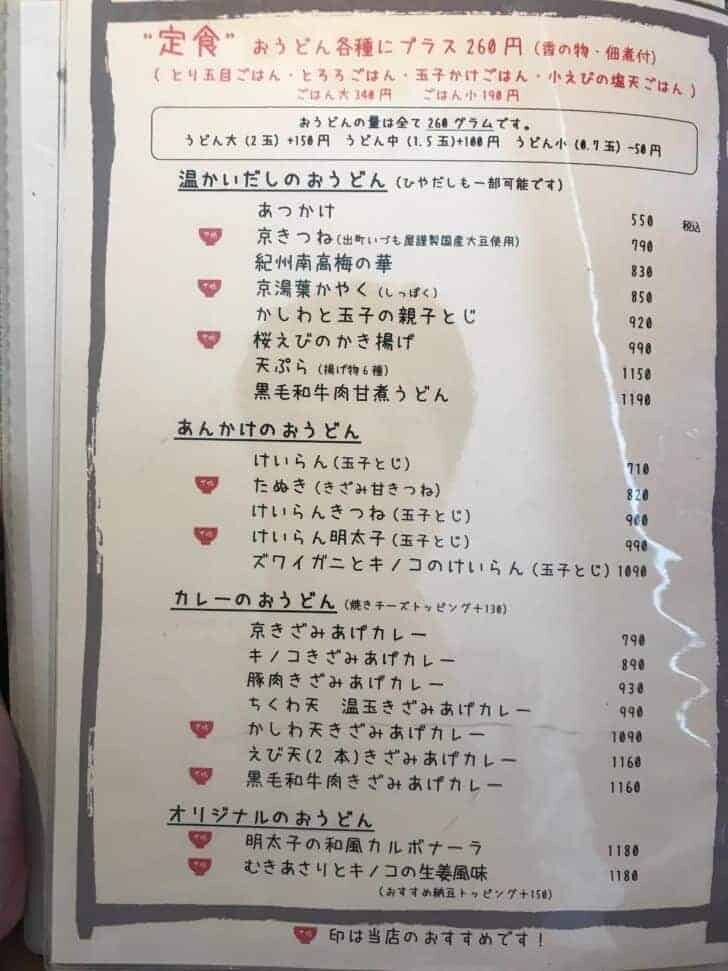 "定食" おうどん各種にプラス260円（香の物・佃煮付）
（とり五目ごはん・とろろごはん・玉子かけごはん・小えびの塩天ごはん）
ごはん大340円 ごはん小190円
おうどんの量は全て260グラムです。
うどん大（2玉）+150円 うどん中（1.5玉）+100円 うどん小（0.7玉）-50円
温かいだしのおうどん（ひやだしも一部可能です）
あつかけ 550 税込
京きつね（出町いづも屋謹製国産大豆使用） 790
紀州南高梅の華 830
京湯葉かやく（しっぽく） 850
かしわと玉子の親子とじ 920
桜えびのかき揚げ 990
天ぷら（揚げ物6種） 1150
黒毛和牛肉甘煮うどん 1190
あんかけのおうどん
けいらん（玉子とじ） 710
たぬき（きざみ甘きつね） 820
けいらんきつね（玉子とじ） 900
けいらん明太子（玉子とじ） 990
ズワイガニとキノコのけいらん（玉子とじ） 1090
カレーのおうどん（焼きチーズトッピング+130）
京きざみあげカレー 790
キノコきざみあげカレー 890
豚肉きざみあげカレー 930
ちくわ天 温玉きざみあげカレー 990
かしわ天きざみあげカレー 1090
えび天（2本）きざみあげカレー 1160
黒毛和牛肉きざみあげカレー 1160
オリジナルのおうどん
明太子の和風カルボナーラ 1180
むきあさりとキノコの生姜風味 1180
（おすすめ納豆トッピング+150）
印は当店のおすすめです！